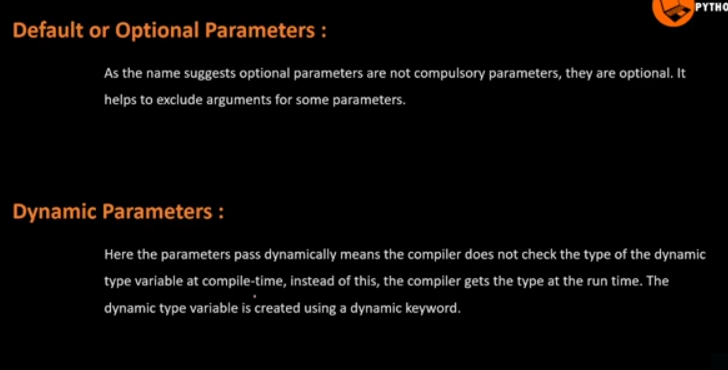 PYTHO
Default or Optional Parameters :
As the name suggests optional parameters are not compulsory parameters, they are optional. It
helps to exclude arguments for some parameters.
Dynamic Parameters :
Here the parameters pass dynamically means the compiler does not check the type of the dynamic
type variable at compile-time, instead of this, the compiler gets the type at the run time. The
dynamic type variable is created using a dynamic keyword.